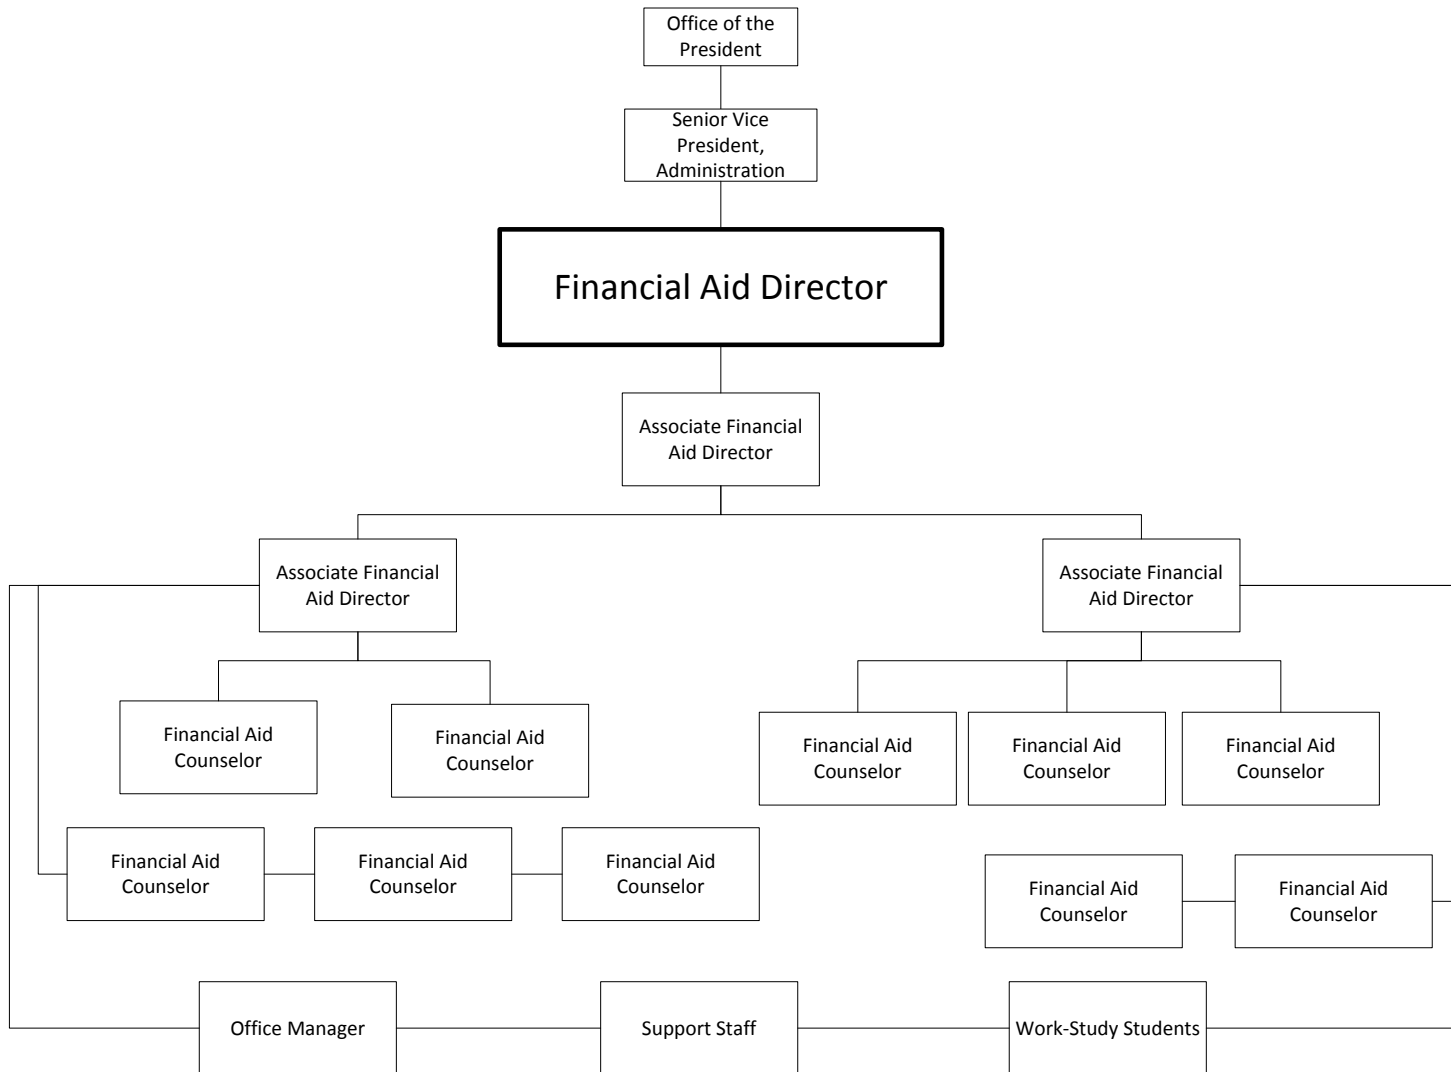 Office of the
President
Senior Vice
President,
Administration
Financial Aid Director
Associate Financial
Aid Director
Associate Financial
Aid Director
Associate Financial
Aid Director
Financial Aid
Counselor
Financial Aid
Counselor
Financial Aid
Counselor
Financial Aid
Counselor
Financial Aid
Counselor
Financial Aid
Counselor
Financial Aid
Counselor
Financial Aid
Counselor
Financial Aid
Counselor
Financial Aid
Counselor
Office Manager
Support Staff
Work-Study Students